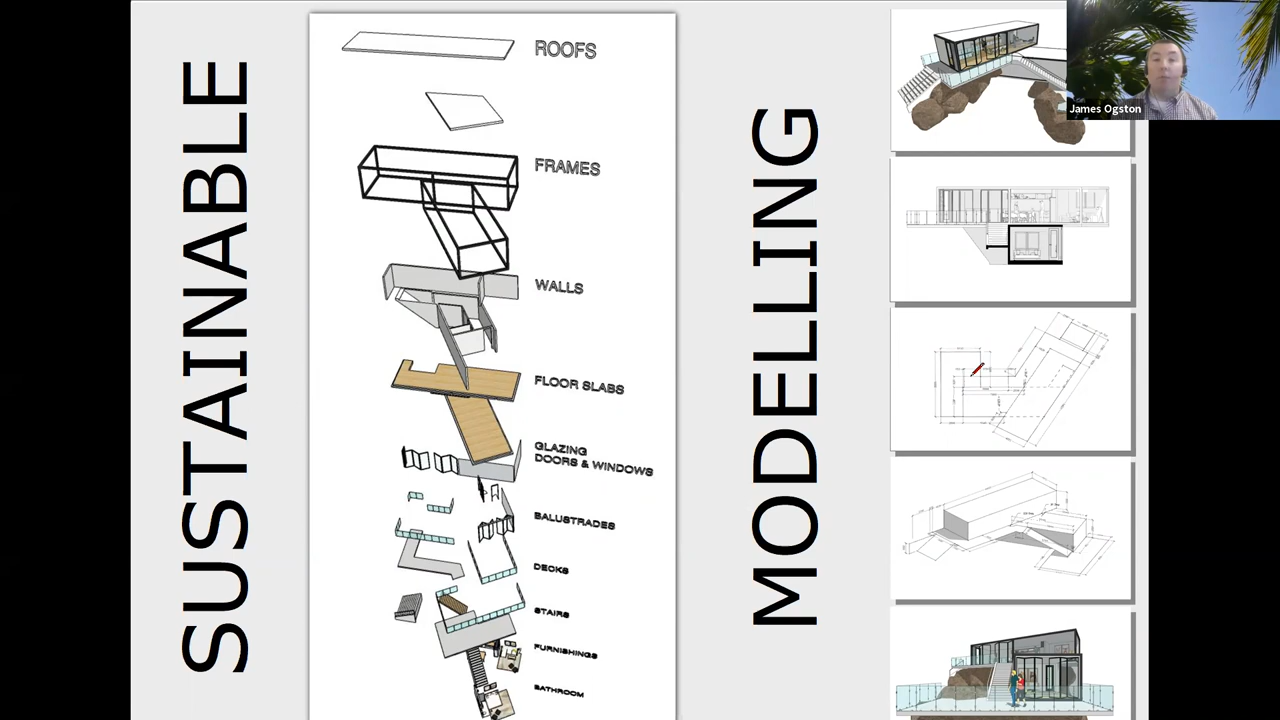 SUSTAINABLE
ROOFS
FRAMES
WALLS
FLOOR SLABS
GLAZING
DOORS & WINDOWS
BALUSTRADES
DECKS
STAIRS
FURNISHINGS
BATHROOM
MODELLING
James Ogston